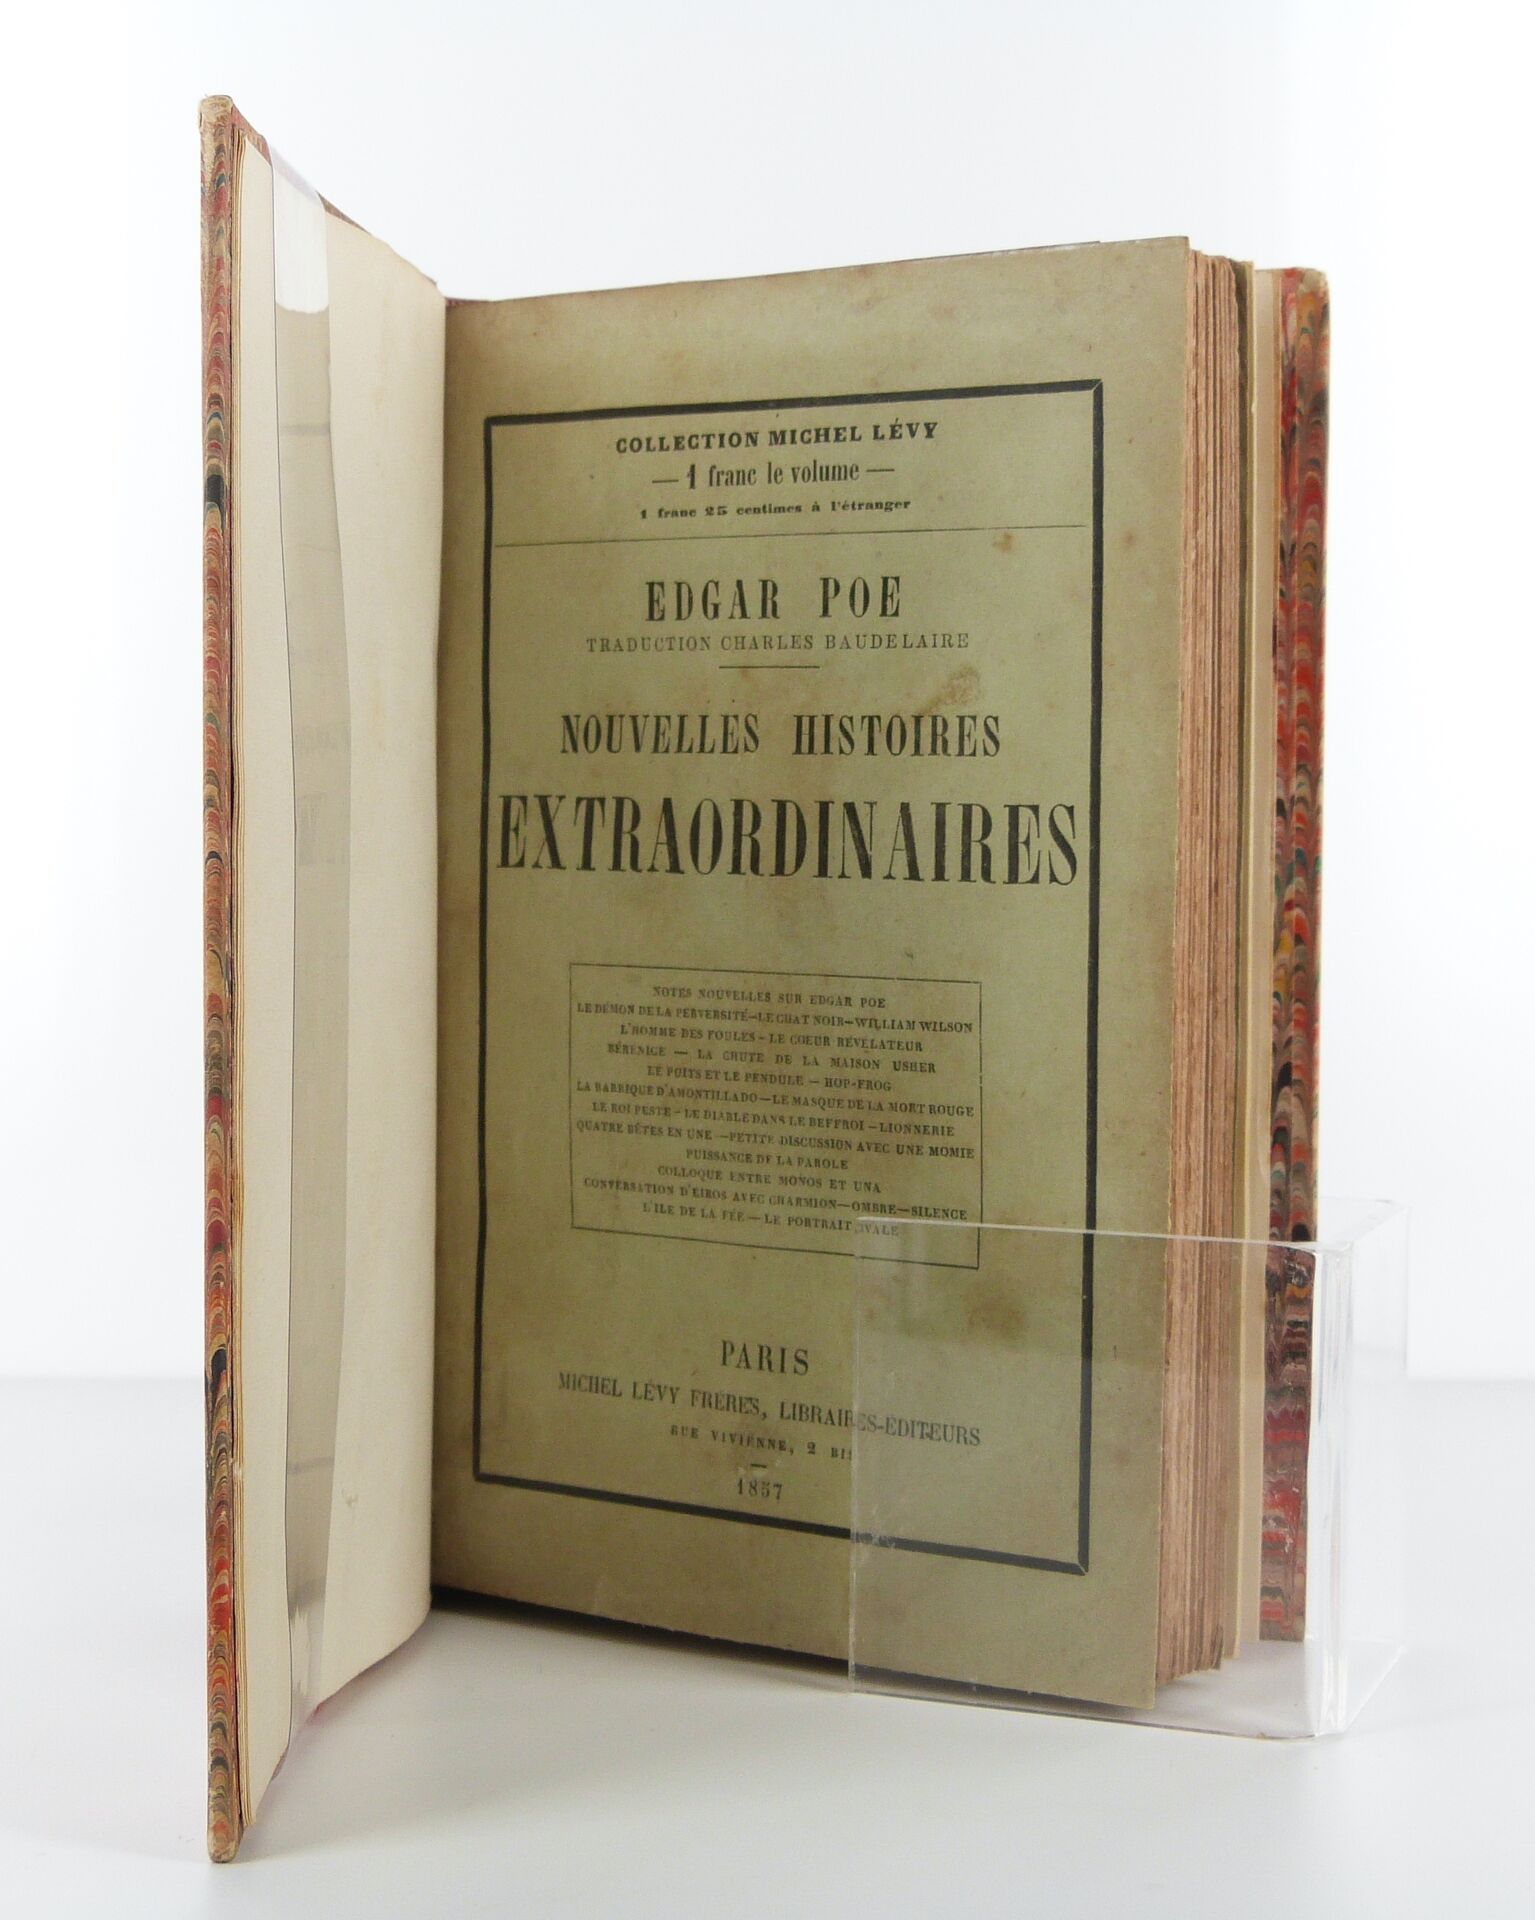 COLLECTION MICHEL LÉVY
— 1 franc le volume —
1 franc 25 centimes à l'étranger
EDGAR POE
TRADUCTION CHARLES BAUDELAIRE
NOUVELLES HISTOIRES
EXTRAORDINAIRES
NOTES NOUVELLES SUR EDGAR POE
LE DÉMON DE LA PERVERSITÉ—LE CHAT NOIR—WILLIAM WILSON
L'HOMME DES FOULES - LE COEUR RÉVÉLATEUR
BÉRÉNICE — LA CHUTE DE LA MAISON USHER
LE PUITS ET LE PENDULE — HOP-FROG
LA BARRIQUE D'AMONTILLADO—LE MASQUE DE LA MORT ROUGE
LE ROI PESTE - LE DIABLE DANS LE BEFFROI - LIONNERIE
QUATRE BÊTES EN UNE—PETITE DISCUSSION AVEC UNE MOMIE
PUISSANCE DE LA PAROLE
COLLOQUE ENTRE MONOS ET UNA
CONVERSATION D'EIROS AVEC CHARMION—OMBRE—SILENCE
L'ILE DE LA FÉE — LE PORTRAIT OVALE
PARIS
MICHEL LÉVY FRÈRES, LIBRAIRES-ÉDITEURS
RUE VIVIENNE, 2 BIS
—
1857